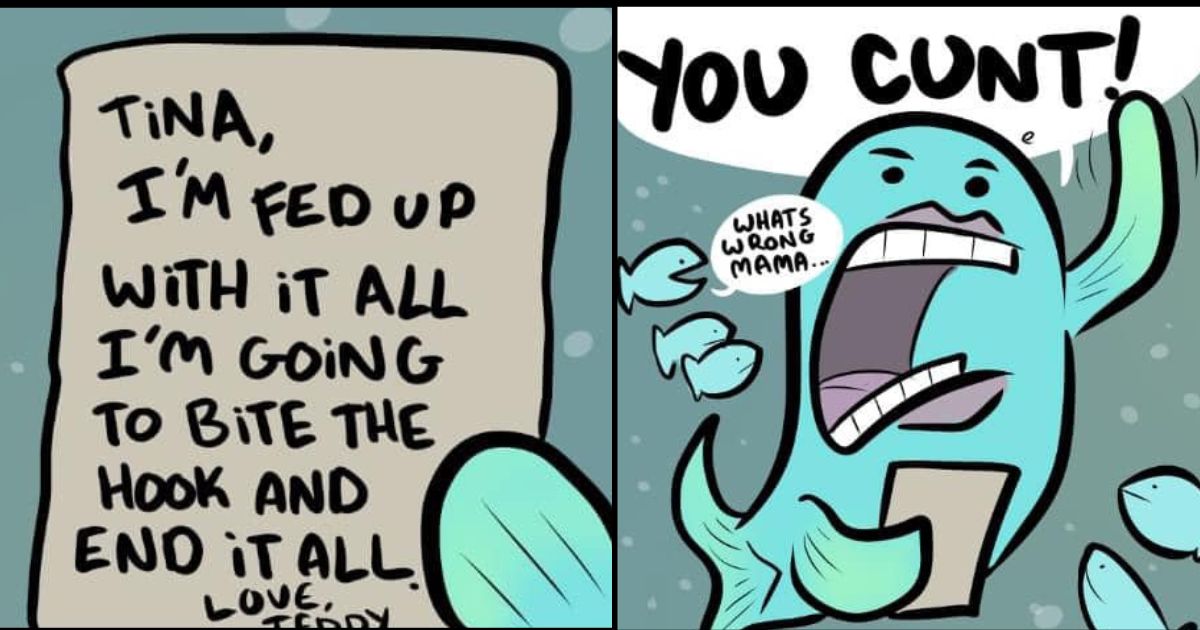 TiNA,
I'M FED UP
WiTH iT ALL
I'M GOiNG
TO BiTE THE
HOOK AND
END iT ALL.
LOVE,
TEDDY
YOU CUNT!
WHATS
WRONG
MAMA...